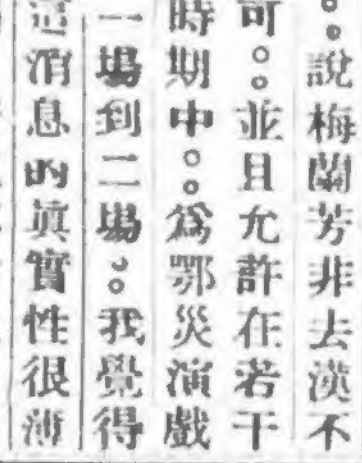 。。說梅蘭芳非去漢不
可。。並且允許在若干
時期中。。爲鄂災演戲
一場到二場。。我覺得
這消息的眞實性很薄